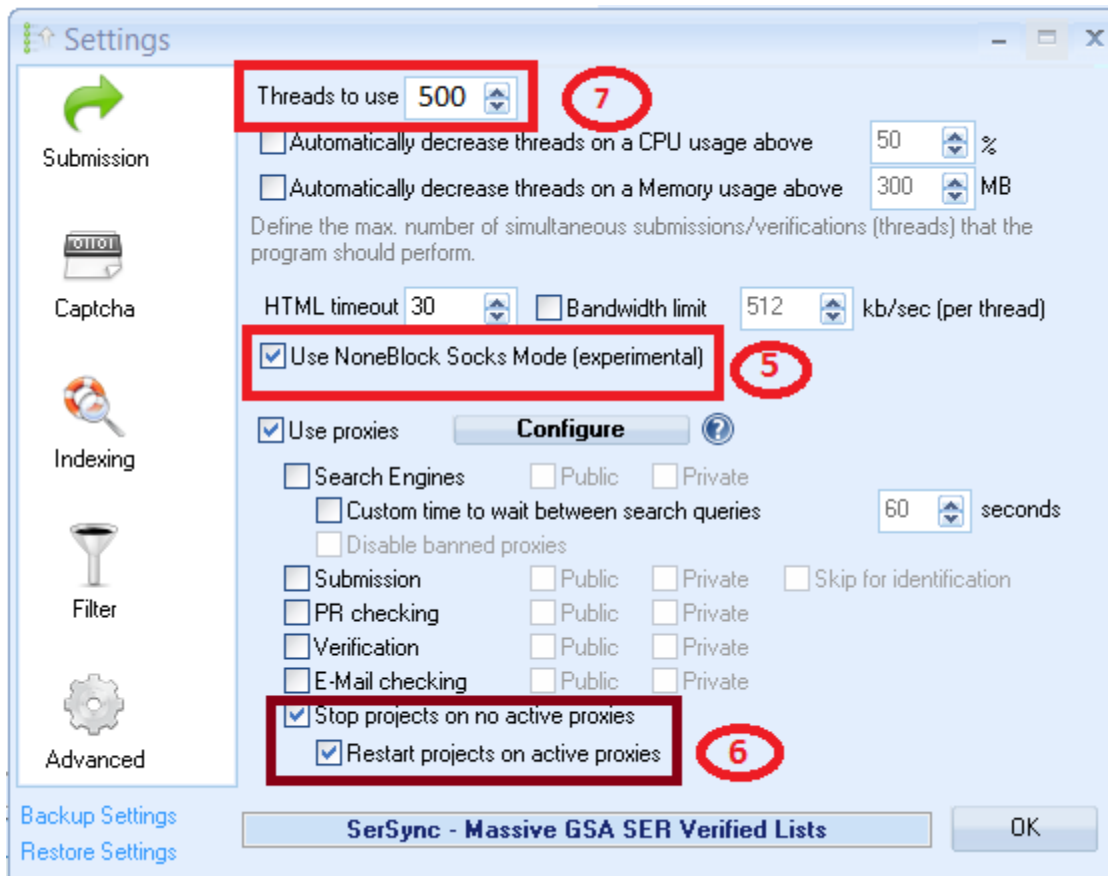 Settings
Submission
Captcha
Indexing
Filter
Advanced
Backup Settings
Restore Settings
Threads to use 500 7
Automatically decrease threads on a CPU usage above 50 %
Automatically decrease threads on a Memory usage above 300 MB
Define the max. number of simultaneous submissions/verifications (threads) that the
program should perform.
HTML timeout 30 Bandwidth limit 512 kb/sec (per thread)
Use NoneBlock Socks Mode (experimental) 5
Use proxies Configure ?
Search Engines Public Private
Custom time to wait between search queries 60 seconds
Disable banned proxies
Submission Public Private Skip for identification
PR checking Public Private
Verification Public Private
E-Mail checking Public Private
Stop projects on no active proxies
Restart projects on active proxies 6
SerSync - Massive GSA SER Verified Lists OK